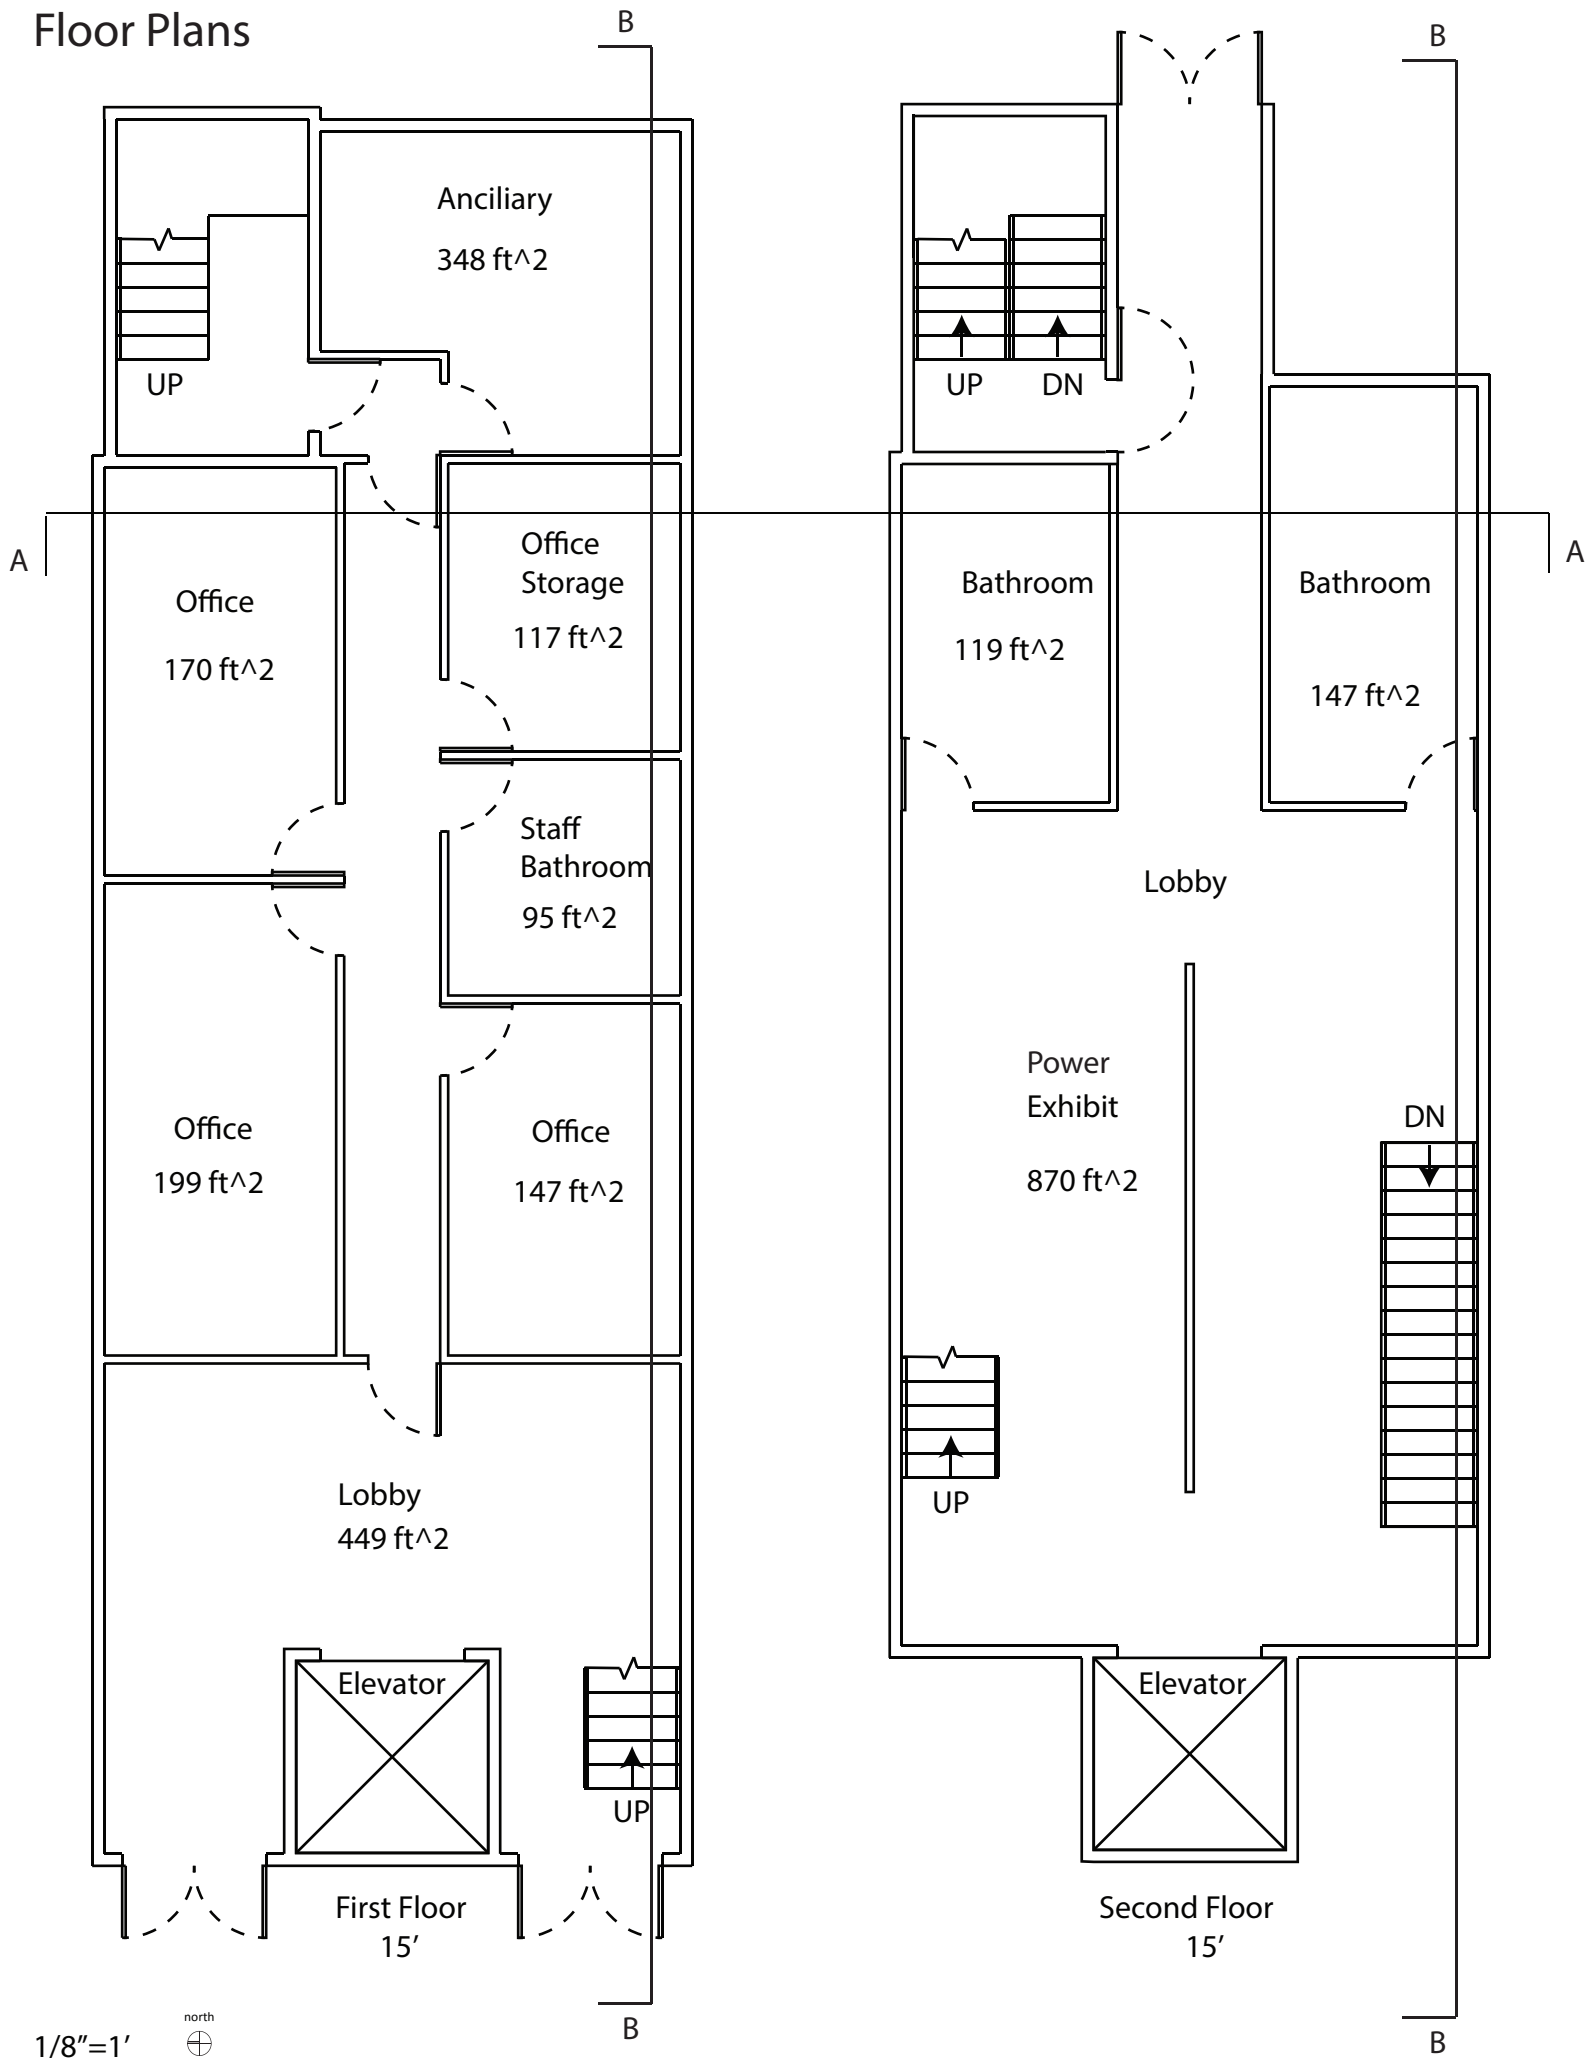 Floor Plans
B
B
Anciliary
348 ft^2
UP
UP
DN
A
A
Office
170 ft^2
Office
Storage
117 ft^2
Staff
Bathroom
95 ft^2
Office
199 ft^2
Office
147 ft^2
Lobby
449 ft^2
Elevator
UP
First Floor
15’
B
Bathroom
119 ft^2
Bathroom
147 ft^2
Lobby
Power
Exhibit
870 ft^2
DN
UP
Elevator
Second Floor
15’
B
north
1/8”=1’